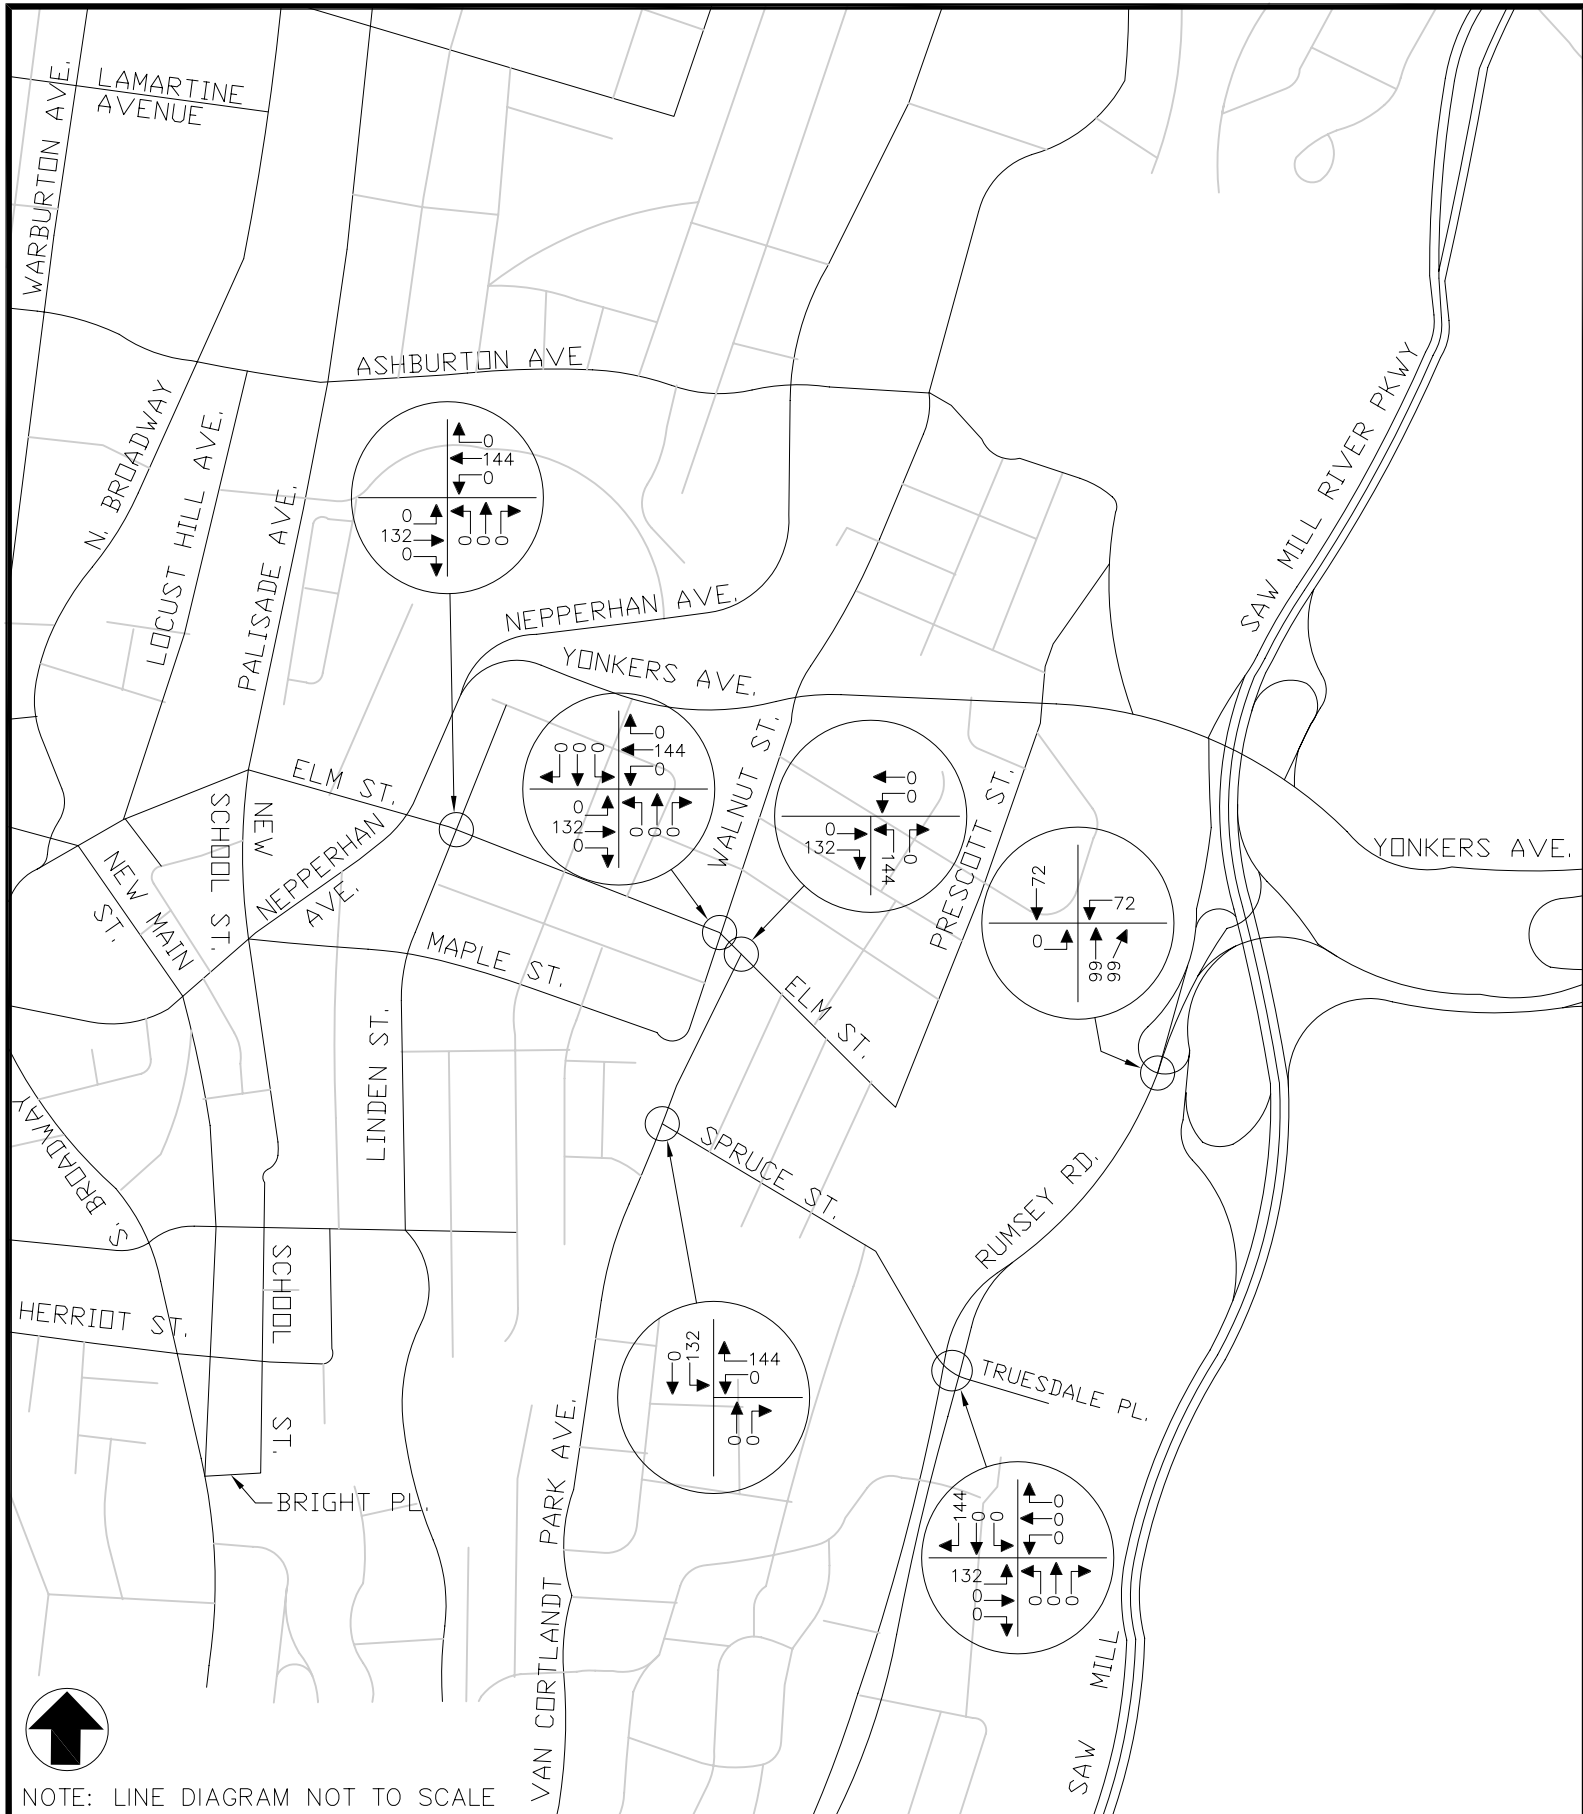 LAMARTINE
AVENUE
WARBURTON AVE.
ASHBURTON AVE
N. BROADWAY
LOCUST HILL AVE.
PALISADE AVE.
SAW MILL RIVER PKWY
0
144
0
0
132
0
0 0 0
NEPPERHAN AVE.
YONKERS AVE.
0 0 0
0
144
0
0
132
0
0 0 0
WALNUT ST.
0
0
0
132
144
0
PRESCOTT ST.
72
72
0
99
99
YONKERS AVE.
ELM ST.
NEW
SCHOOL ST.
NEPPERHAN
AVE.
NEW MAIN
ST.
MAPLE ST.
ELM ST.
LINDEN ST.
S. BROADWAY
SPRUCE ST.
RUMSEY RD.
HERRIOT ST.
SCHOOL
ST.
0
132
144
0
0
0
TRUESDALE PL.
PARK AVE.
VAN CORTLANDT
BRIGHT PL.
144
0
0
0
0
0
132
0
0
0 0 0
SAW MILL
NOTE: LINE DIAGRAM NOT TO SCALE